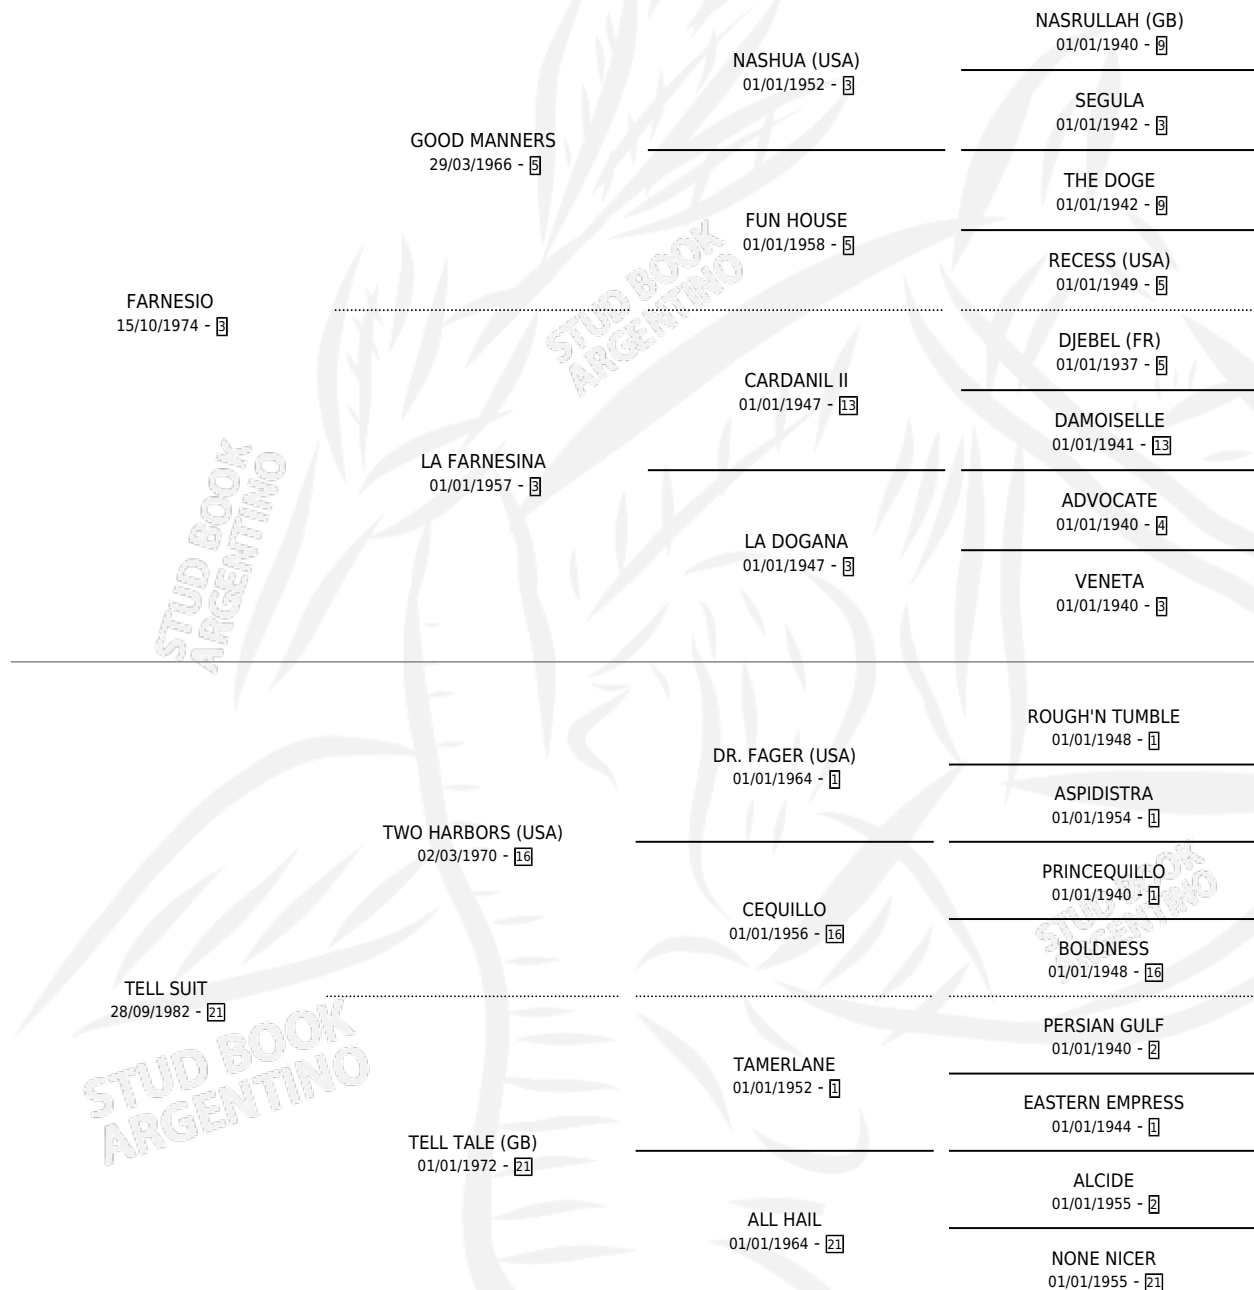 NASRULLAH (GB)
01/01/1940 - 9
NASHUA (USA)
01/01/1952 - 3
SEGULA
01/01/1942 - 3
GOOD MANNERS
29/03/1966 - 5
THE DOGE
01/01/1942 - 9
FUN HOUSE
01/01/1958 - 5
RECESS (USA)
01/01/1949 - 5
FARNESIO
15/10/1974 - 3
DJEBEL (FR)
01/01/1937 - 5
CARDANIL II
01/01/1947 - 13
DAMOISELLE
01/01/1941 - 13
LA FARNESINA
01/01/1957 - 3
ADVOCATE
01/01/1940 - 4
LA DOGANA
01/01/1947 - 3
VENETA
01/01/1940 - 3
ROUGH'N TUMBLE
01/01/1948 - 1
DR. FAGER (USA)
01/01/1964 - 1
ASPIDISTRA
01/01/1954 - 1
TWO HARBORS (USA)
02/03/1970 - 16
PRINCEQUILLO
01/01/1940 - 1
CEQUILLO
01/01/1956 - 16
BOLDNESS
01/01/1948 - 16
TELL SUIT
28/09/1982 - 21
PERSIAN GULF
01/01/1940 - 2
TAMERLANE
01/01/1952 - 1
EASTERN EMPRESS
01/01/1944 - 1
TELL TALE (GB)
01/01/1972 - 21
ALCIDE
01/01/1955 - 2
ALL HAIL
01/01/1964 - 21
NONE NICER
01/01/1955 - 21
STUD BOOK
ARGENTINO
STUD BOOK
ARGENTINO
STUD BOOK
ARGENTINO
STUD BOOK
ARGENTINO